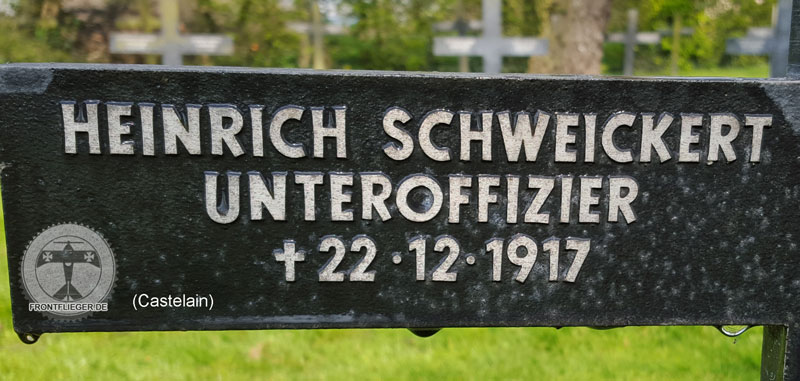 HEINRICH SCHWEICKERT
UNTEROFFIZIER
✝ 22 · 12 · 1917
FRONTFLIEGER.DE
(Castelain)